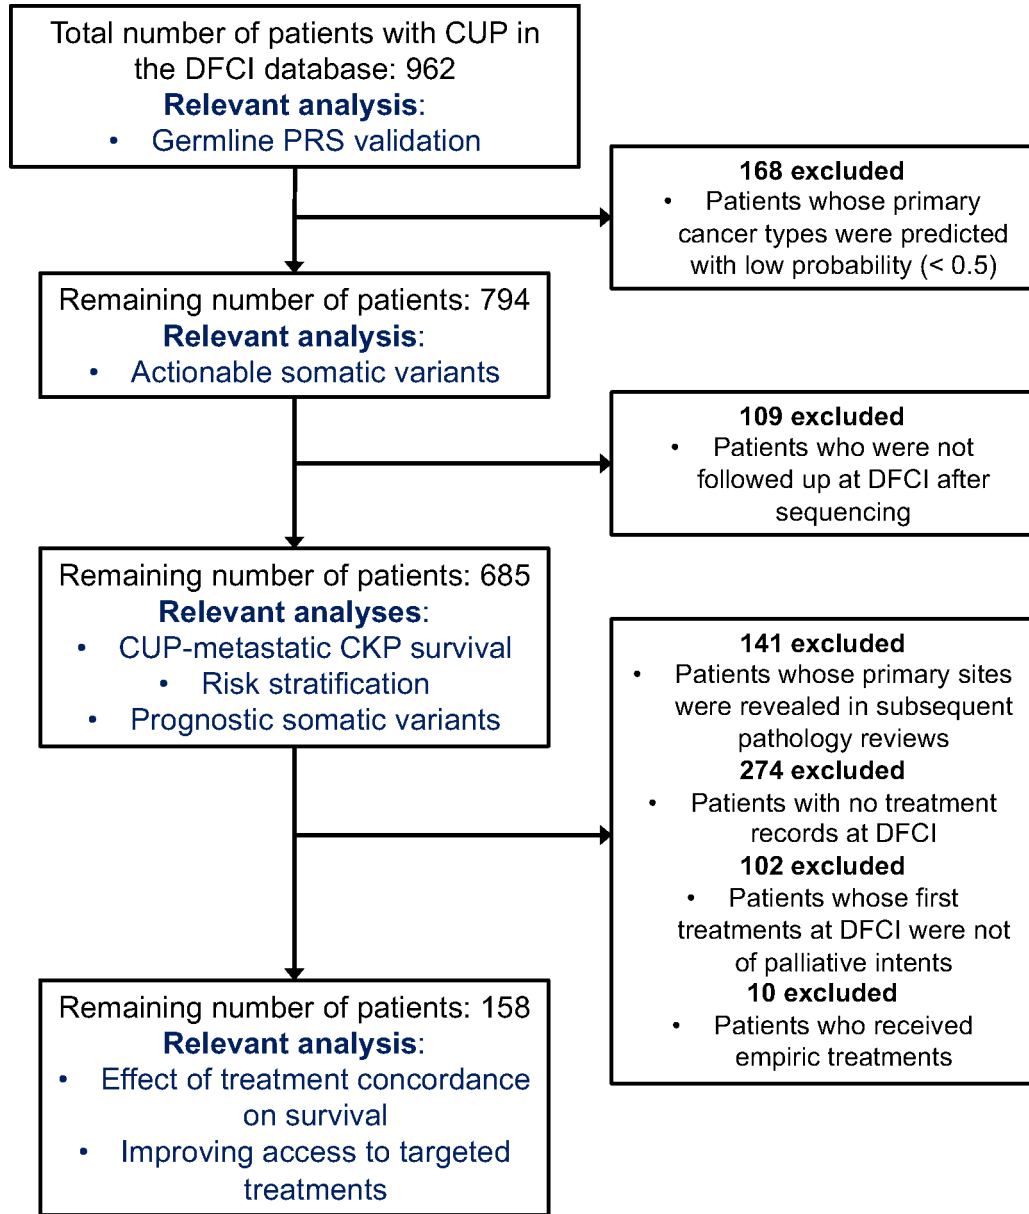 Total number of patients with CUP in
the DFCI database: 962
Relevant analysis:
• Germline PRS validation
168 excluded
• Patients whose primary
cancer types were predicted
with low probability (< 0.5)
Remaining number of patients: 794
Relevant analysis:
• Actionable somatic variants
109 excluded
• Patients who were not
followed up at DFCI after
sequencing
Remaining number of patients: 685
Relevant analyses:
• CUP-metastatic CKP survival
• Risk stratification
• Prognostic somatic variants
141 excluded
• Patients whose primary sites
were revealed in subsequent
pathology reviews
274 excluded
• Patients with no treatment
records at DFCI
102 excluded
• Patients whose first
treatments at DFCI were not
of palliative intents
10 excluded
• Patients who received
empiric treatments
Remaining number of patients: 158
Relevant analysis:
• Effect of treatment concordance
on survival
• Improving access to targeted
treatments